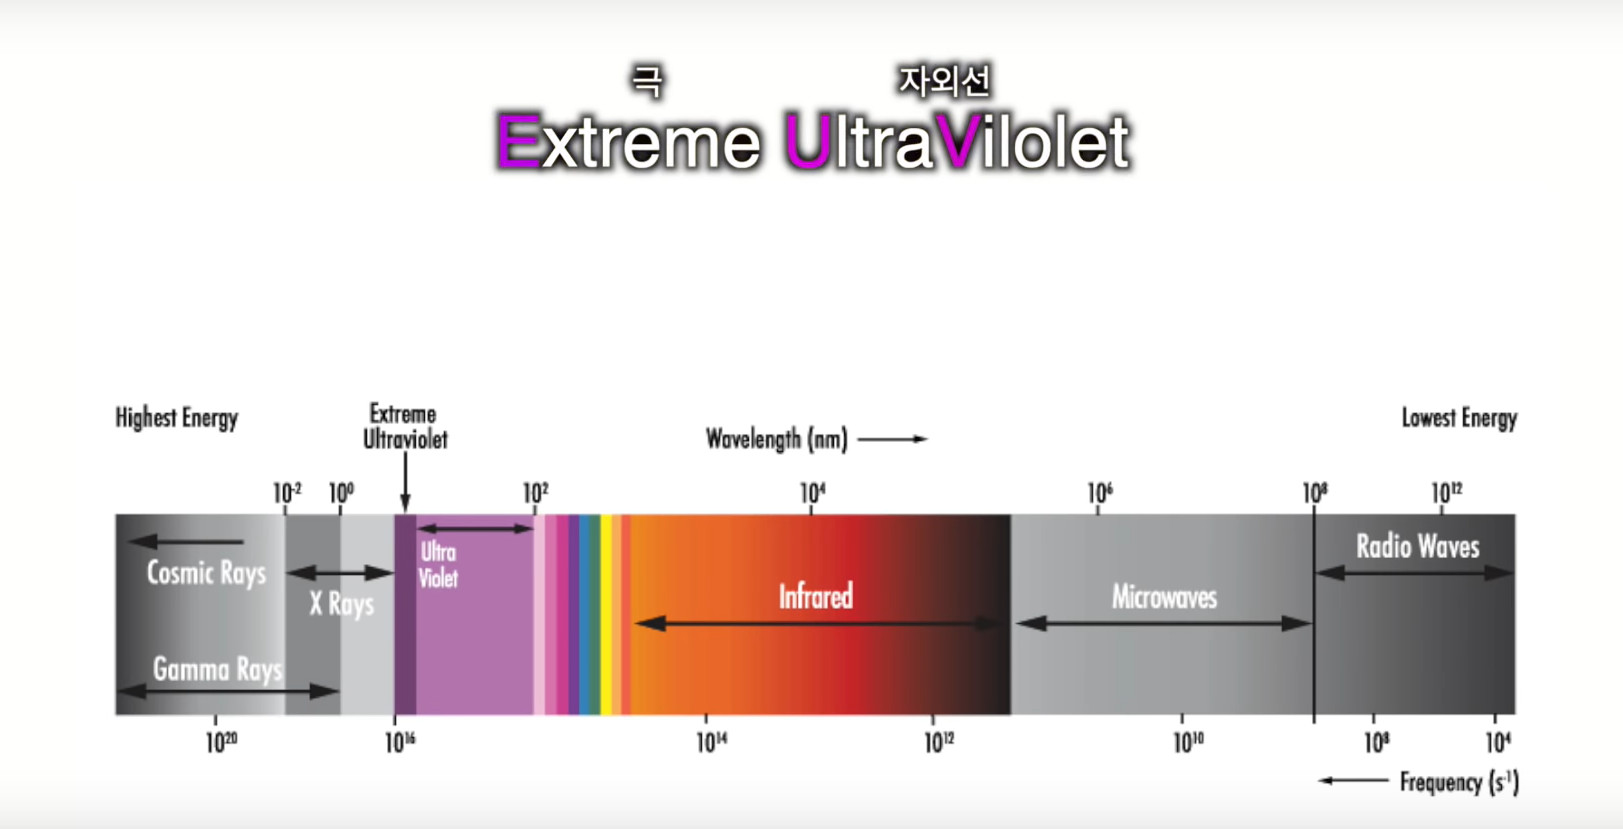 극 자외선
Extreme UltraVilolet
Highest Energy
Extreme
Ultraviolet
Wavelength (nm)
Lowest Energy
10⁻² 10⁰ 10² 10⁴ 10⁶ 10⁸ 10¹²
Cosmic Rays
X Rays
Gamma Rays
Ultra
Violet
Infrared
Microwaves
Radio Waves
10²⁰ 10¹⁶ 10¹⁴ 10¹² 10¹⁰ 10⁸ 10⁴
Frequency (s⁻¹)